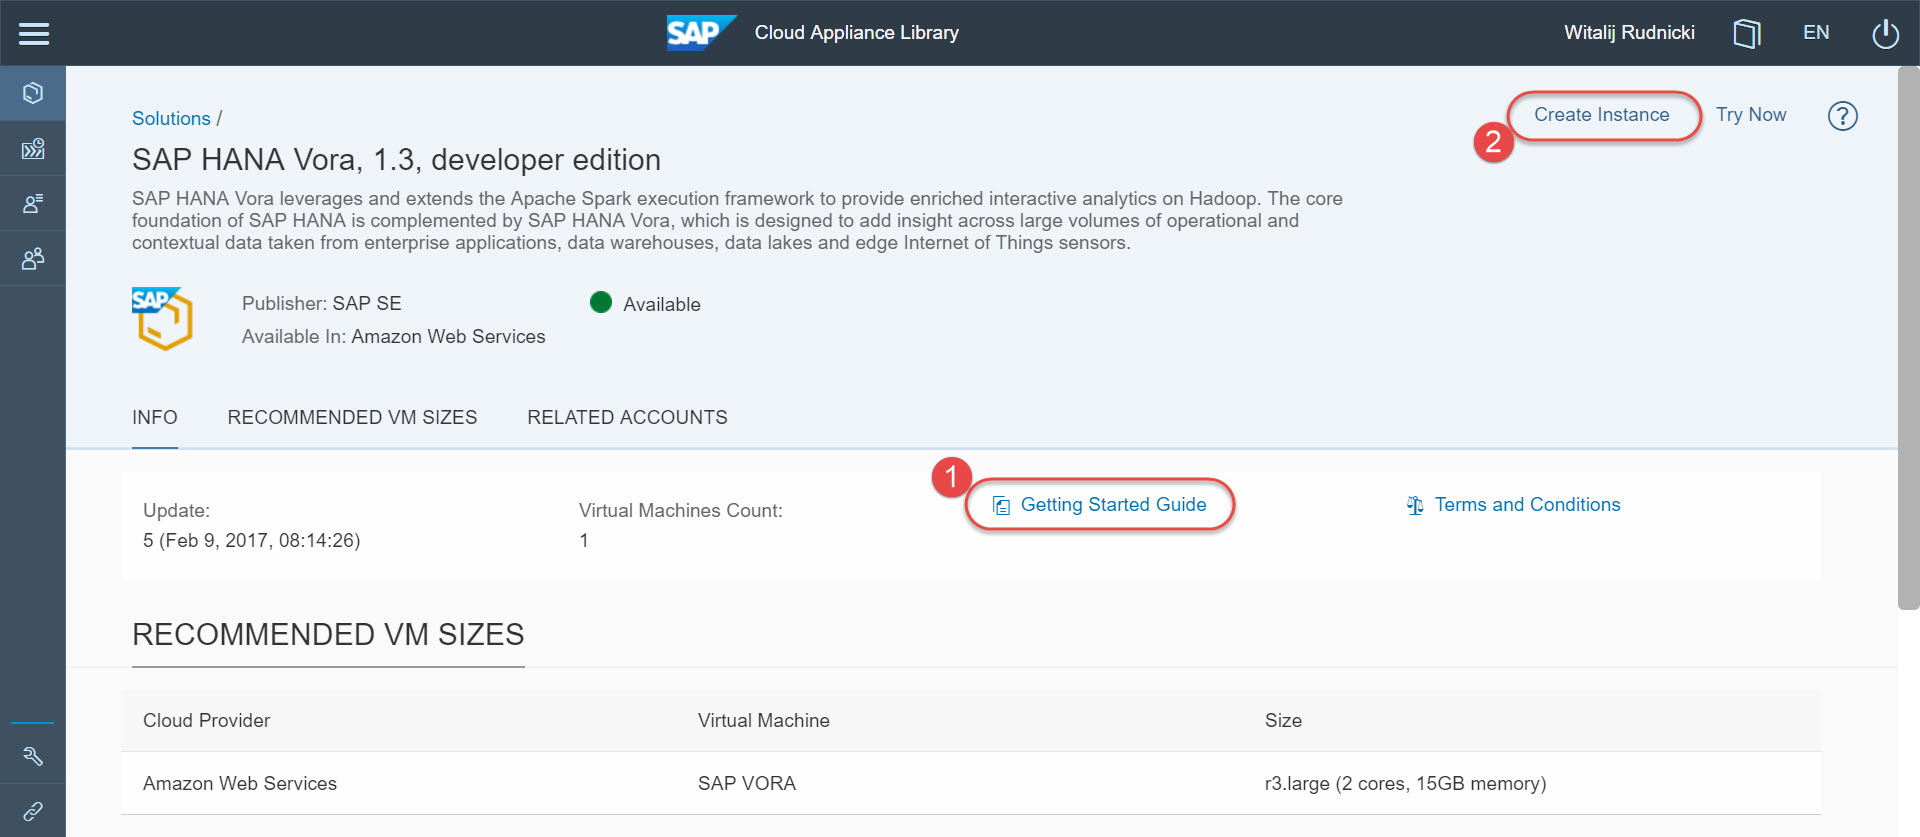 SAP Cloud Appliance Library
Witalij Rudnicki
EN
Solutions /
Create Instance
Try Now
?
2
SAP HANA Vora, 1.3, developer edition
SAP HANA Vora leverages and extends the Apache Spark execution framework to provide enriched interactive analytics on Hadoop. The core
foundation of SAP HANA is complemented by SAP HANA Vora, which is designed to add insight across large volumes of operational and
contextual data taken from enterprise applications, data warehouses, data lakes and edge Internet of Things sensors.
SAP
Publisher: SAP SE
Available
Available In: Amazon Web Services
INFO
RECOMMENDED VM SIZES
RELATED ACCOUNTS
1
Getting Started Guide
Terms and Conditions
Update:
Virtual Machines Count:
5 (Feb 9, 2017, 08:14:26)
1
RECOMMENDED VM SIZES
Cloud Provider
Virtual Machine
Size
Amazon Web Services
SAP VORA
r3.large (2 cores, 15GB memory)